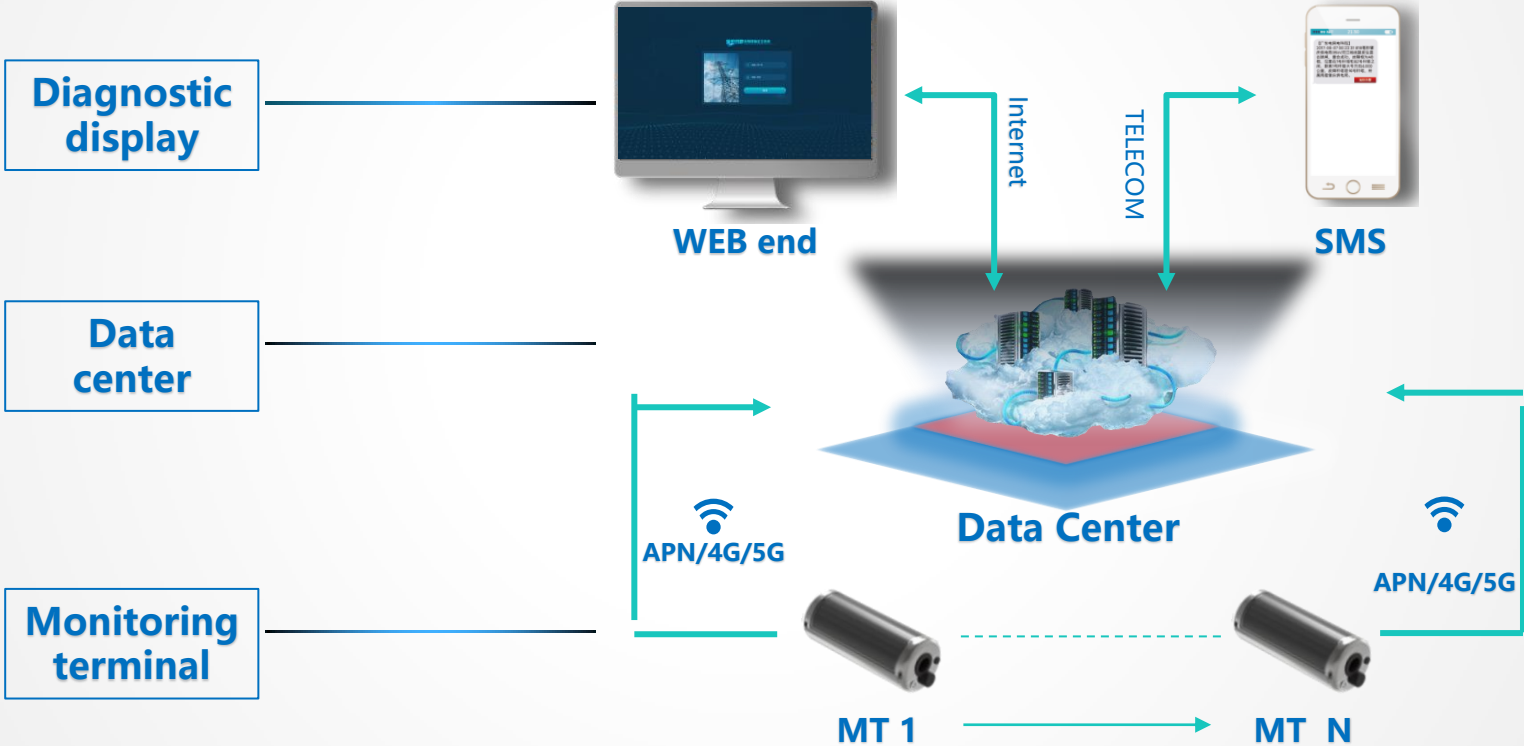 Diagnostic
display
Internet
TELECOM
WEB end
SMS
Data
center
Data Center
APN/4G/5G
APN/4G/5G
Monitoring
terminal
MT 1
MT N